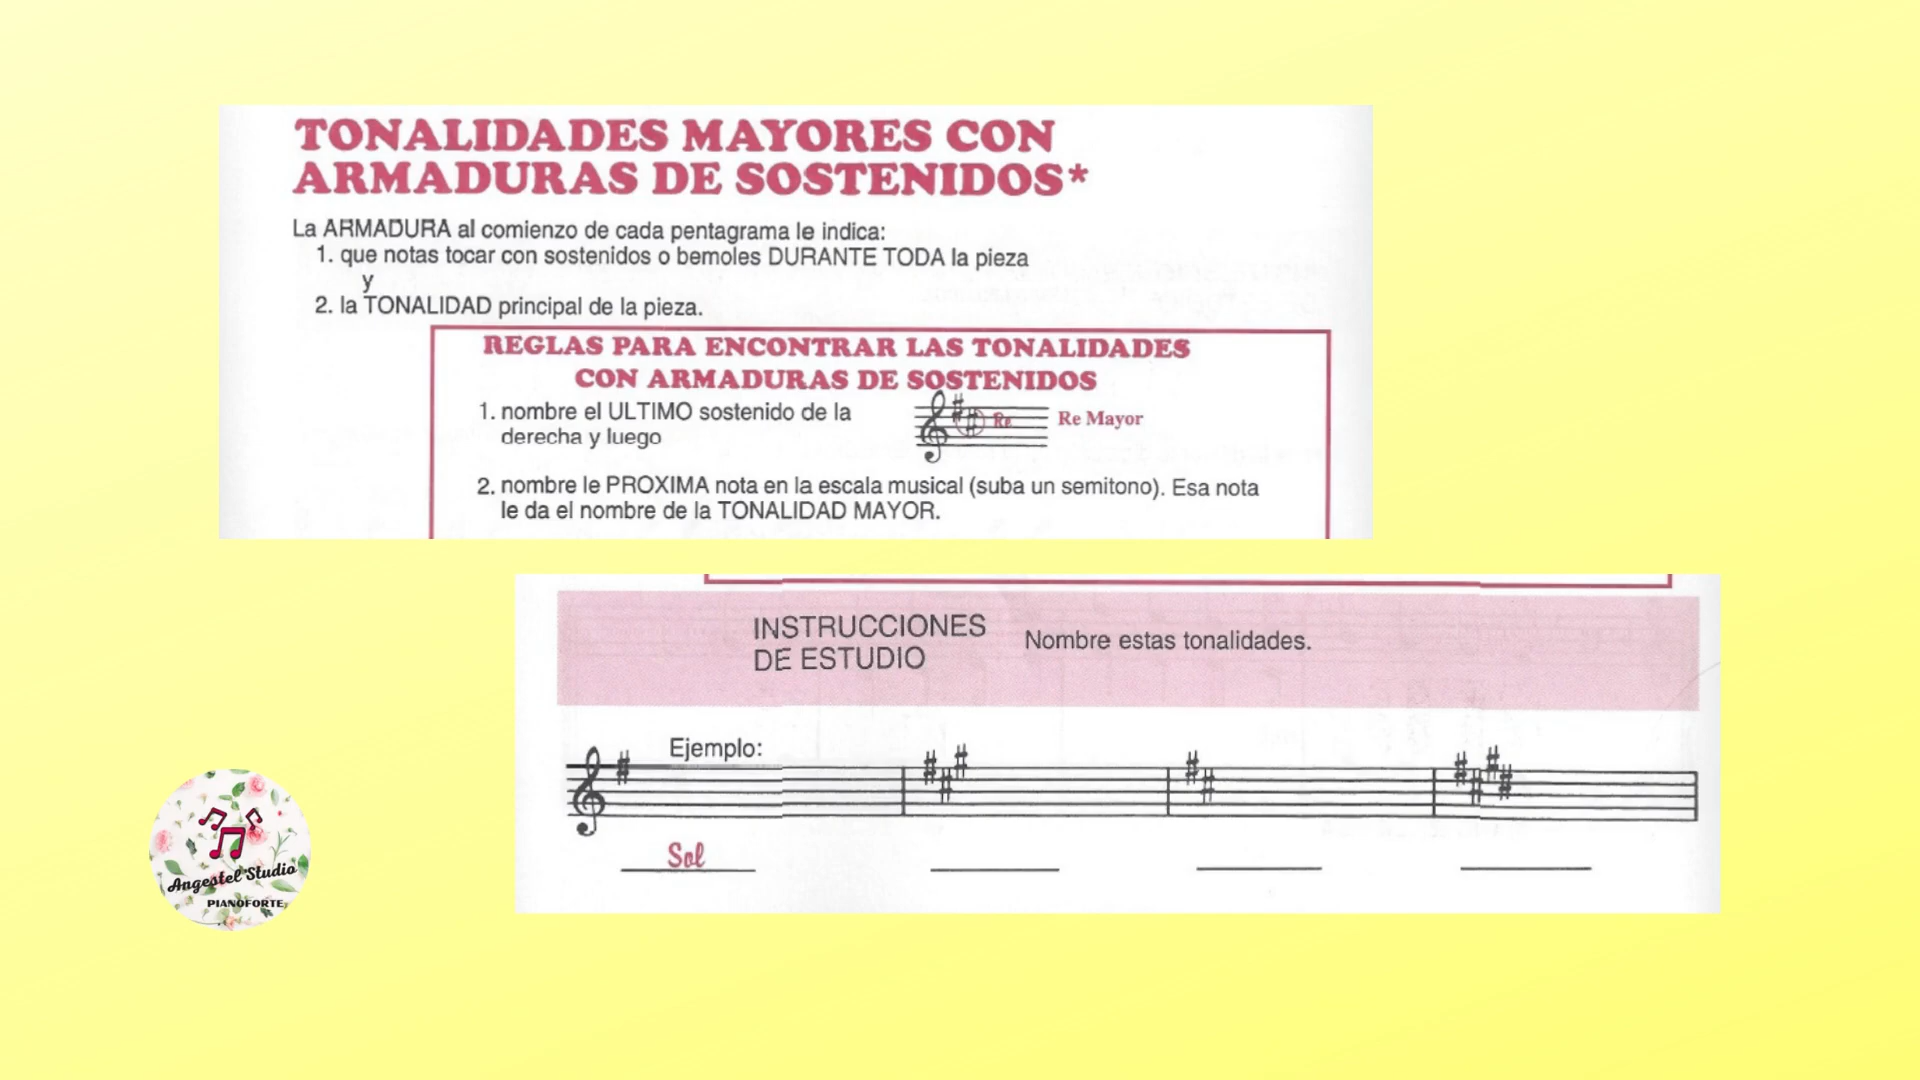 TONALIDADES MAYORES CON
ARMADURAS DE SOSTENIDOS*
La ARMADURA al comienzo de cada pentagrama le indica:
1. que notas tocar con sostenidos o bemoles DURANTE TODA la pieza
y
2. la TONALIDAD principal de la pieza.
REGLAS PARA ENCONTRAR LAS TONALIDADES
CON ARMADURAS DE SOSTENIDOS
1. nombre el ULTIMO sostenido de la
derecha y luego
Re Re Mayor
2. nombre le PROXIMA nota en la escala musical (suba un semitono). Esa nota
le da el nombre de la TONALIDAD MAYOR.
INSTRUCCIONES
DE ESTUDIO
Nombre estas tonalidades.
Ejemplo:
Sol
Angestel Studio
PIANOFORTE